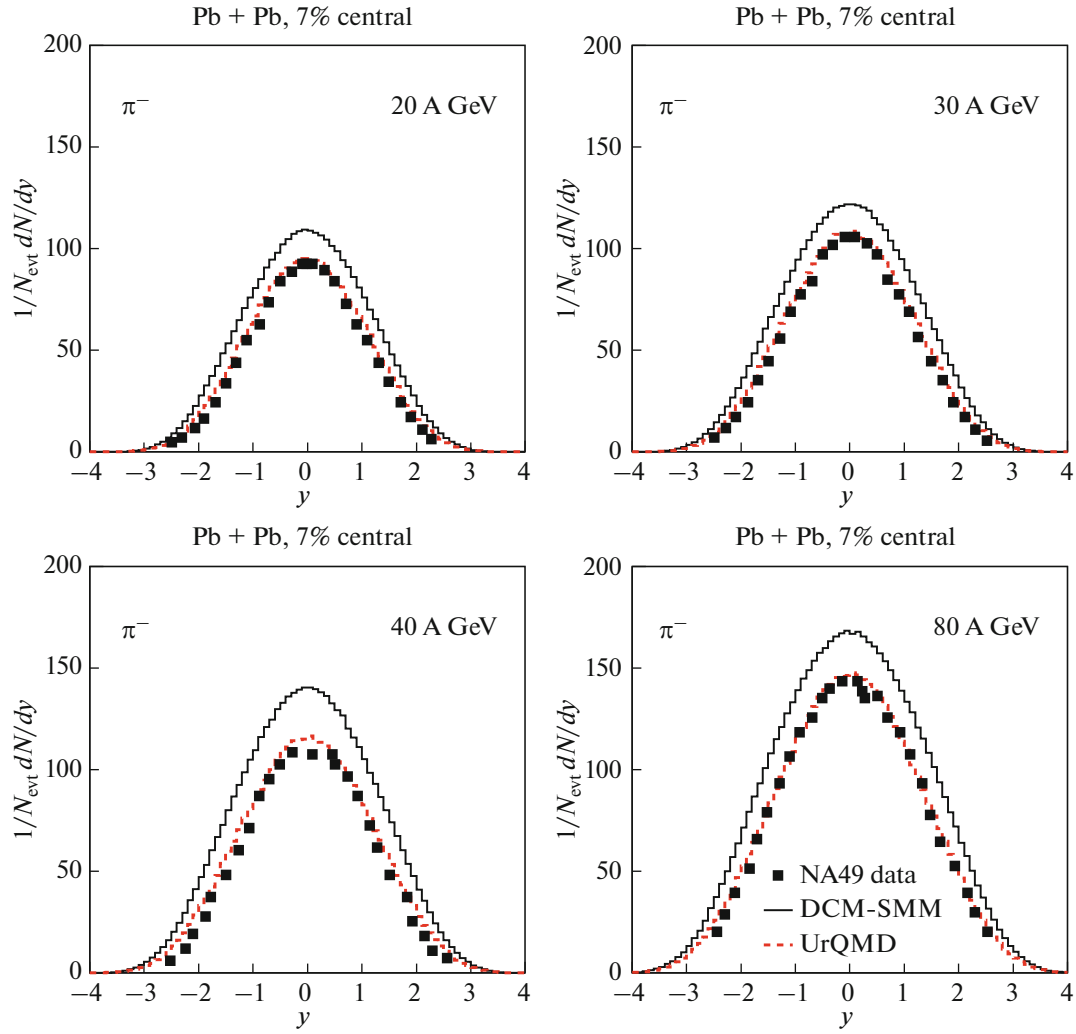 Pb + Pb, 7% central
200
π⁻
20 A GeV
150
1/N_evt dN/dy
100
50
0
−4 −3 −2 −1 0 1 2 3 4
y
Pb + Pb, 7% central
200
π⁻
30 A GeV
150
1/N_evt dN/dy
100
50
0
−4 −3 −2 −1 0 1 2 3 4
y
Pb + Pb, 7% central
200
π⁻
40 A GeV
150
1/N_evt dN/dy
100
50
0
−4 −3 −2 −1 0 1 2 3 4
y
Pb + Pb, 7% central
200
π⁻
80 A GeV
150
1/N_evt dN/dy
100
50
NA49 data
DCM-SMM
UrQMD
0
−4 −3 −2 −1 0 1 2 3 4
y